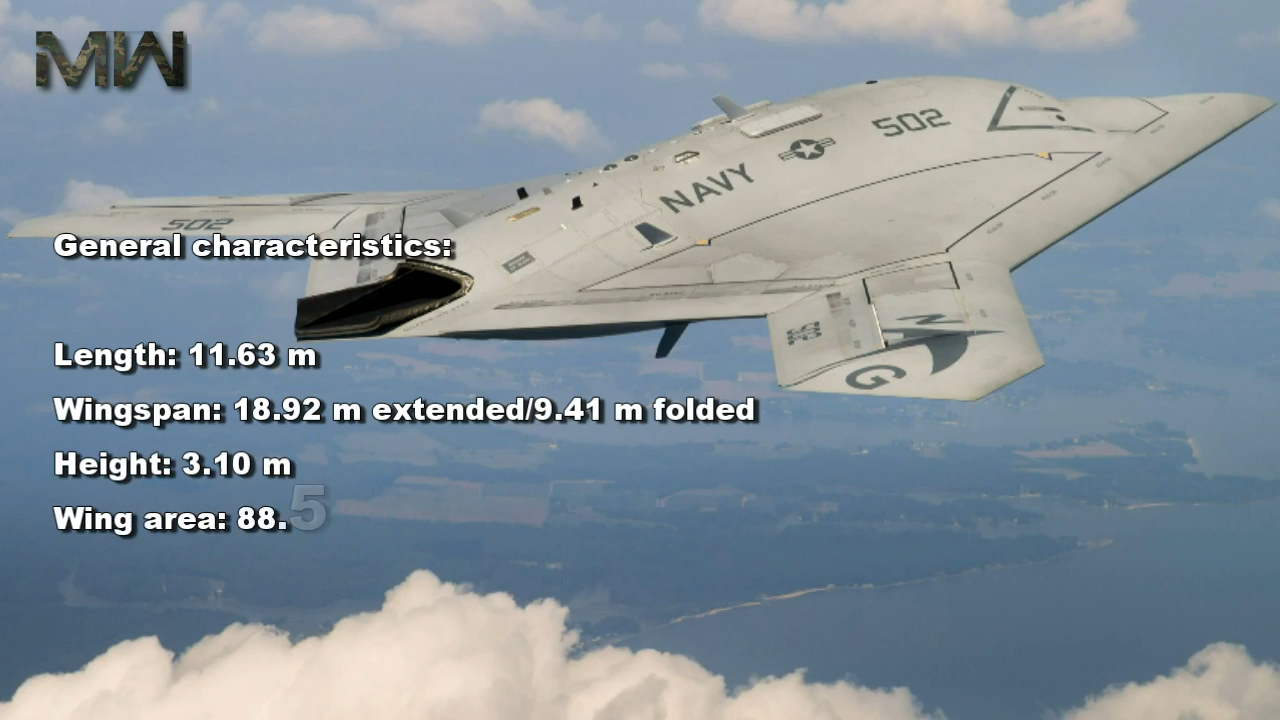 MW
502
NAVY
502
General characteristics:
Length: 11.63 m
Wingspan: 18.92 m extended/9.41 m folded
N
G
Height: 3.10 m
Wing area: 88.5